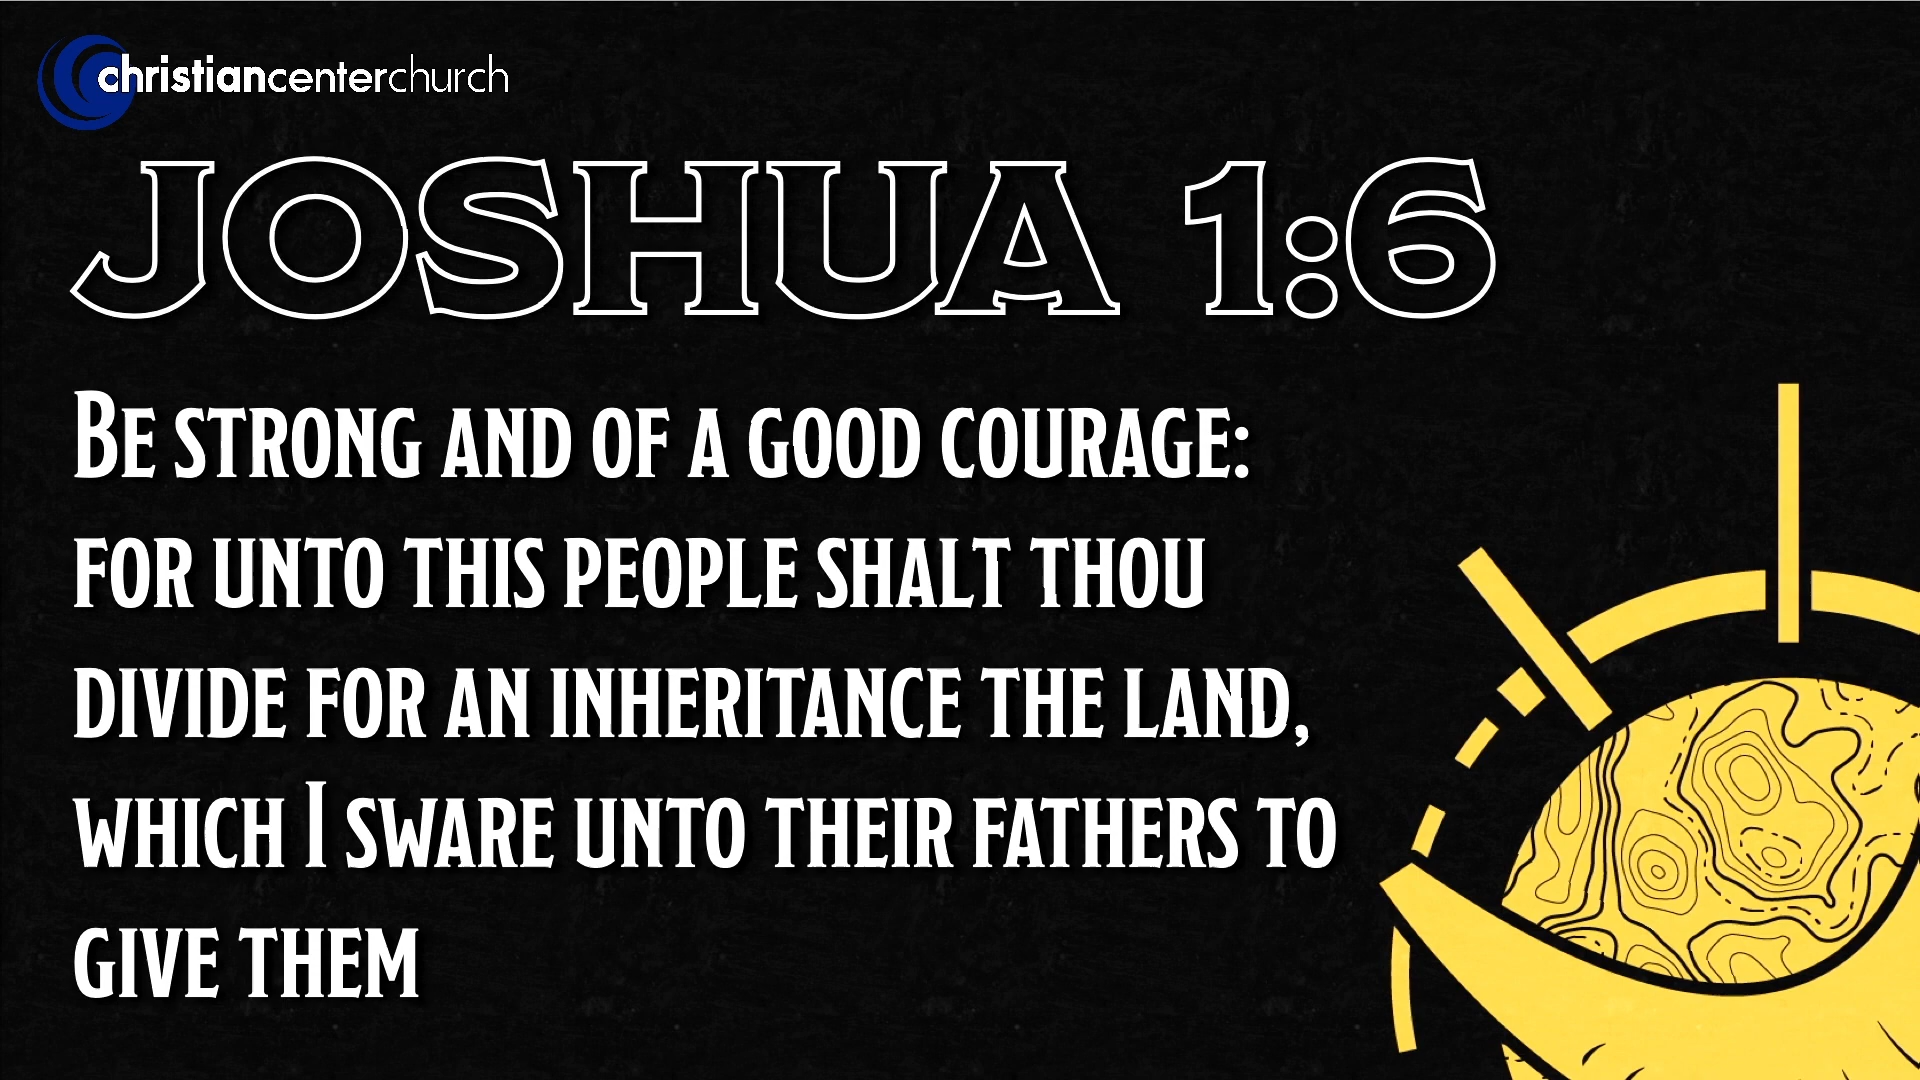 christiancenterchurch
JOSHUA 1:6
Be strong and of a good courage:
for unto this people shalt thou
divide for an inheritance the land,
which I sware unto their fathers to
give them